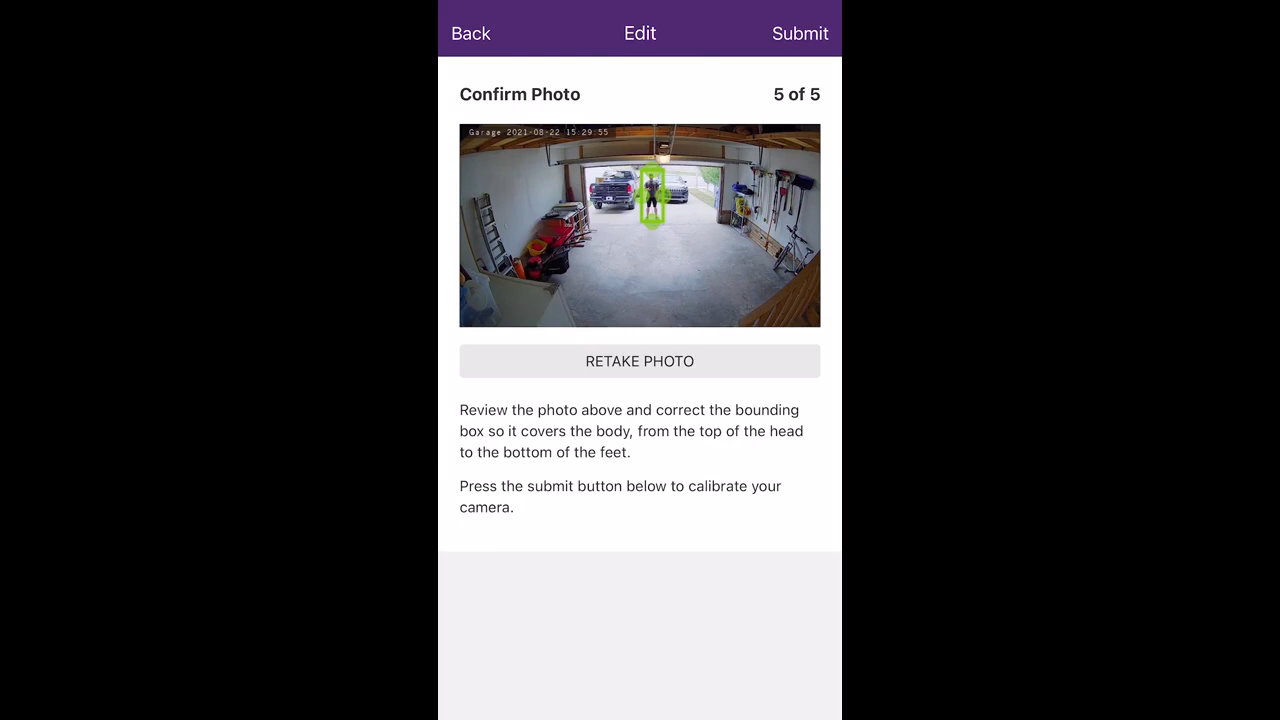 Back Edit Submit
Confirm Photo 5 of 5
Garage 2021-08-22 15:29:55
RETAKE PHOTO
Review the photo above and correct the bounding
box so it covers the body, from the top of the head
to the bottom of the feet.
Press the submit button below to calibrate your
camera.